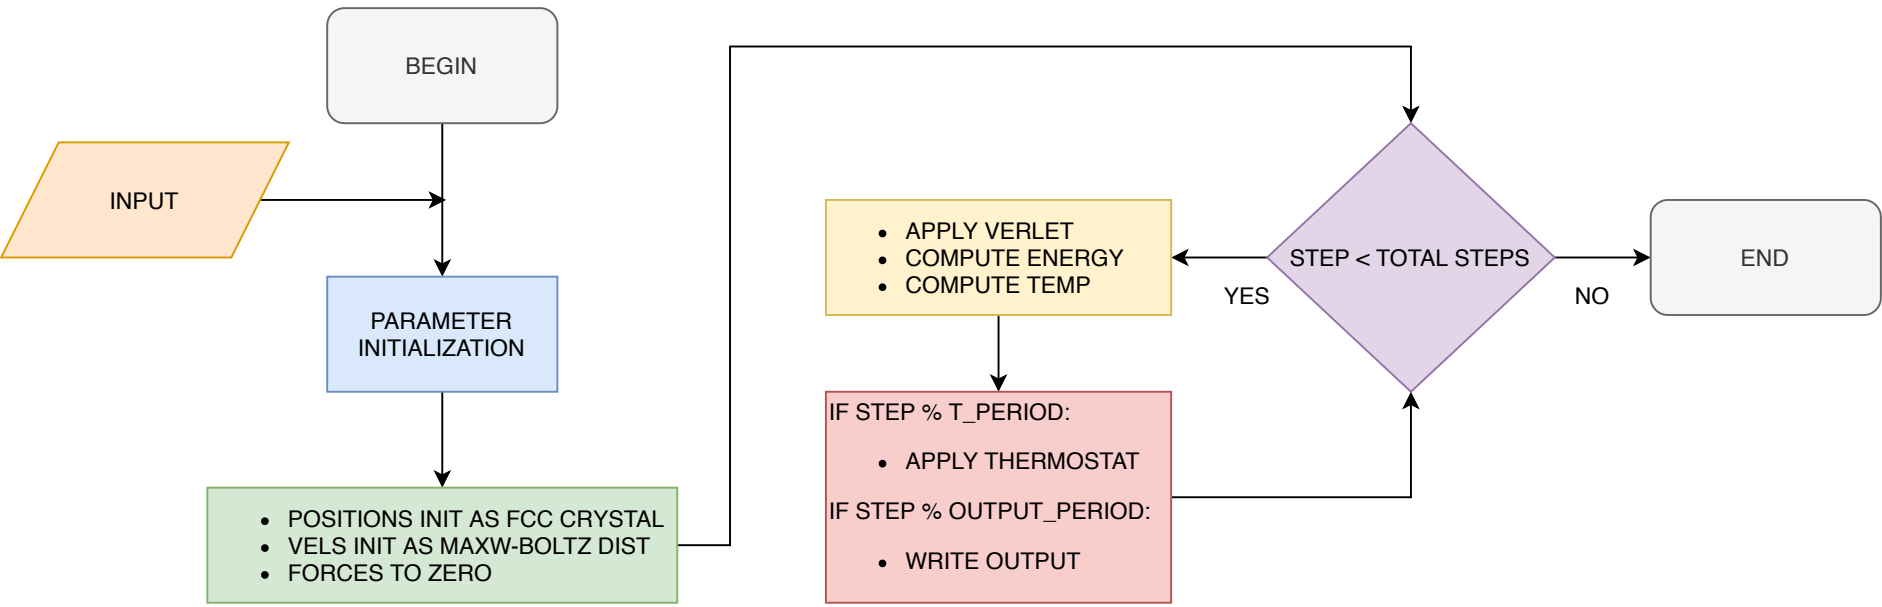 BEGIN
INPUT
PARAMETER
INITIALIZATION
• POSITIONS INIT AS FCC CRYSTAL
• VELS INIT AS MAXW-BOLTZ DIST
• FORCES TO ZERO
STEP < TOTAL STEPS
YES
NO
END
• APPLY VERLET
• COMPUTE ENERGY
• COMPUTE TEMP
IF STEP % T_PERIOD:
• APPLY THERMOSTAT
IF STEP % OUTPUT_PERIOD:
• WRITE OUTPUT